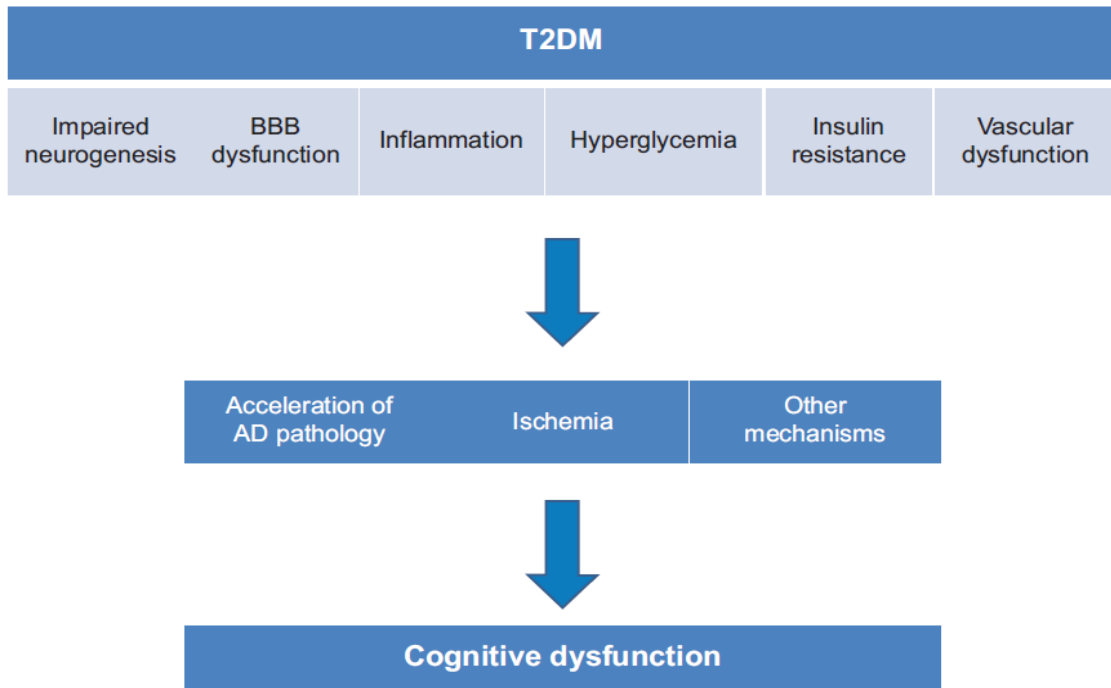 T2DM
Impaired
neurogenesis
BBB
dysfunction
Inflammation
Hyperglycemia
Insulin
resistance
Vascular
dysfunction
Acceleration of
AD pathology
Ischemia
Other
mechanisms
Cognitive dysfunction